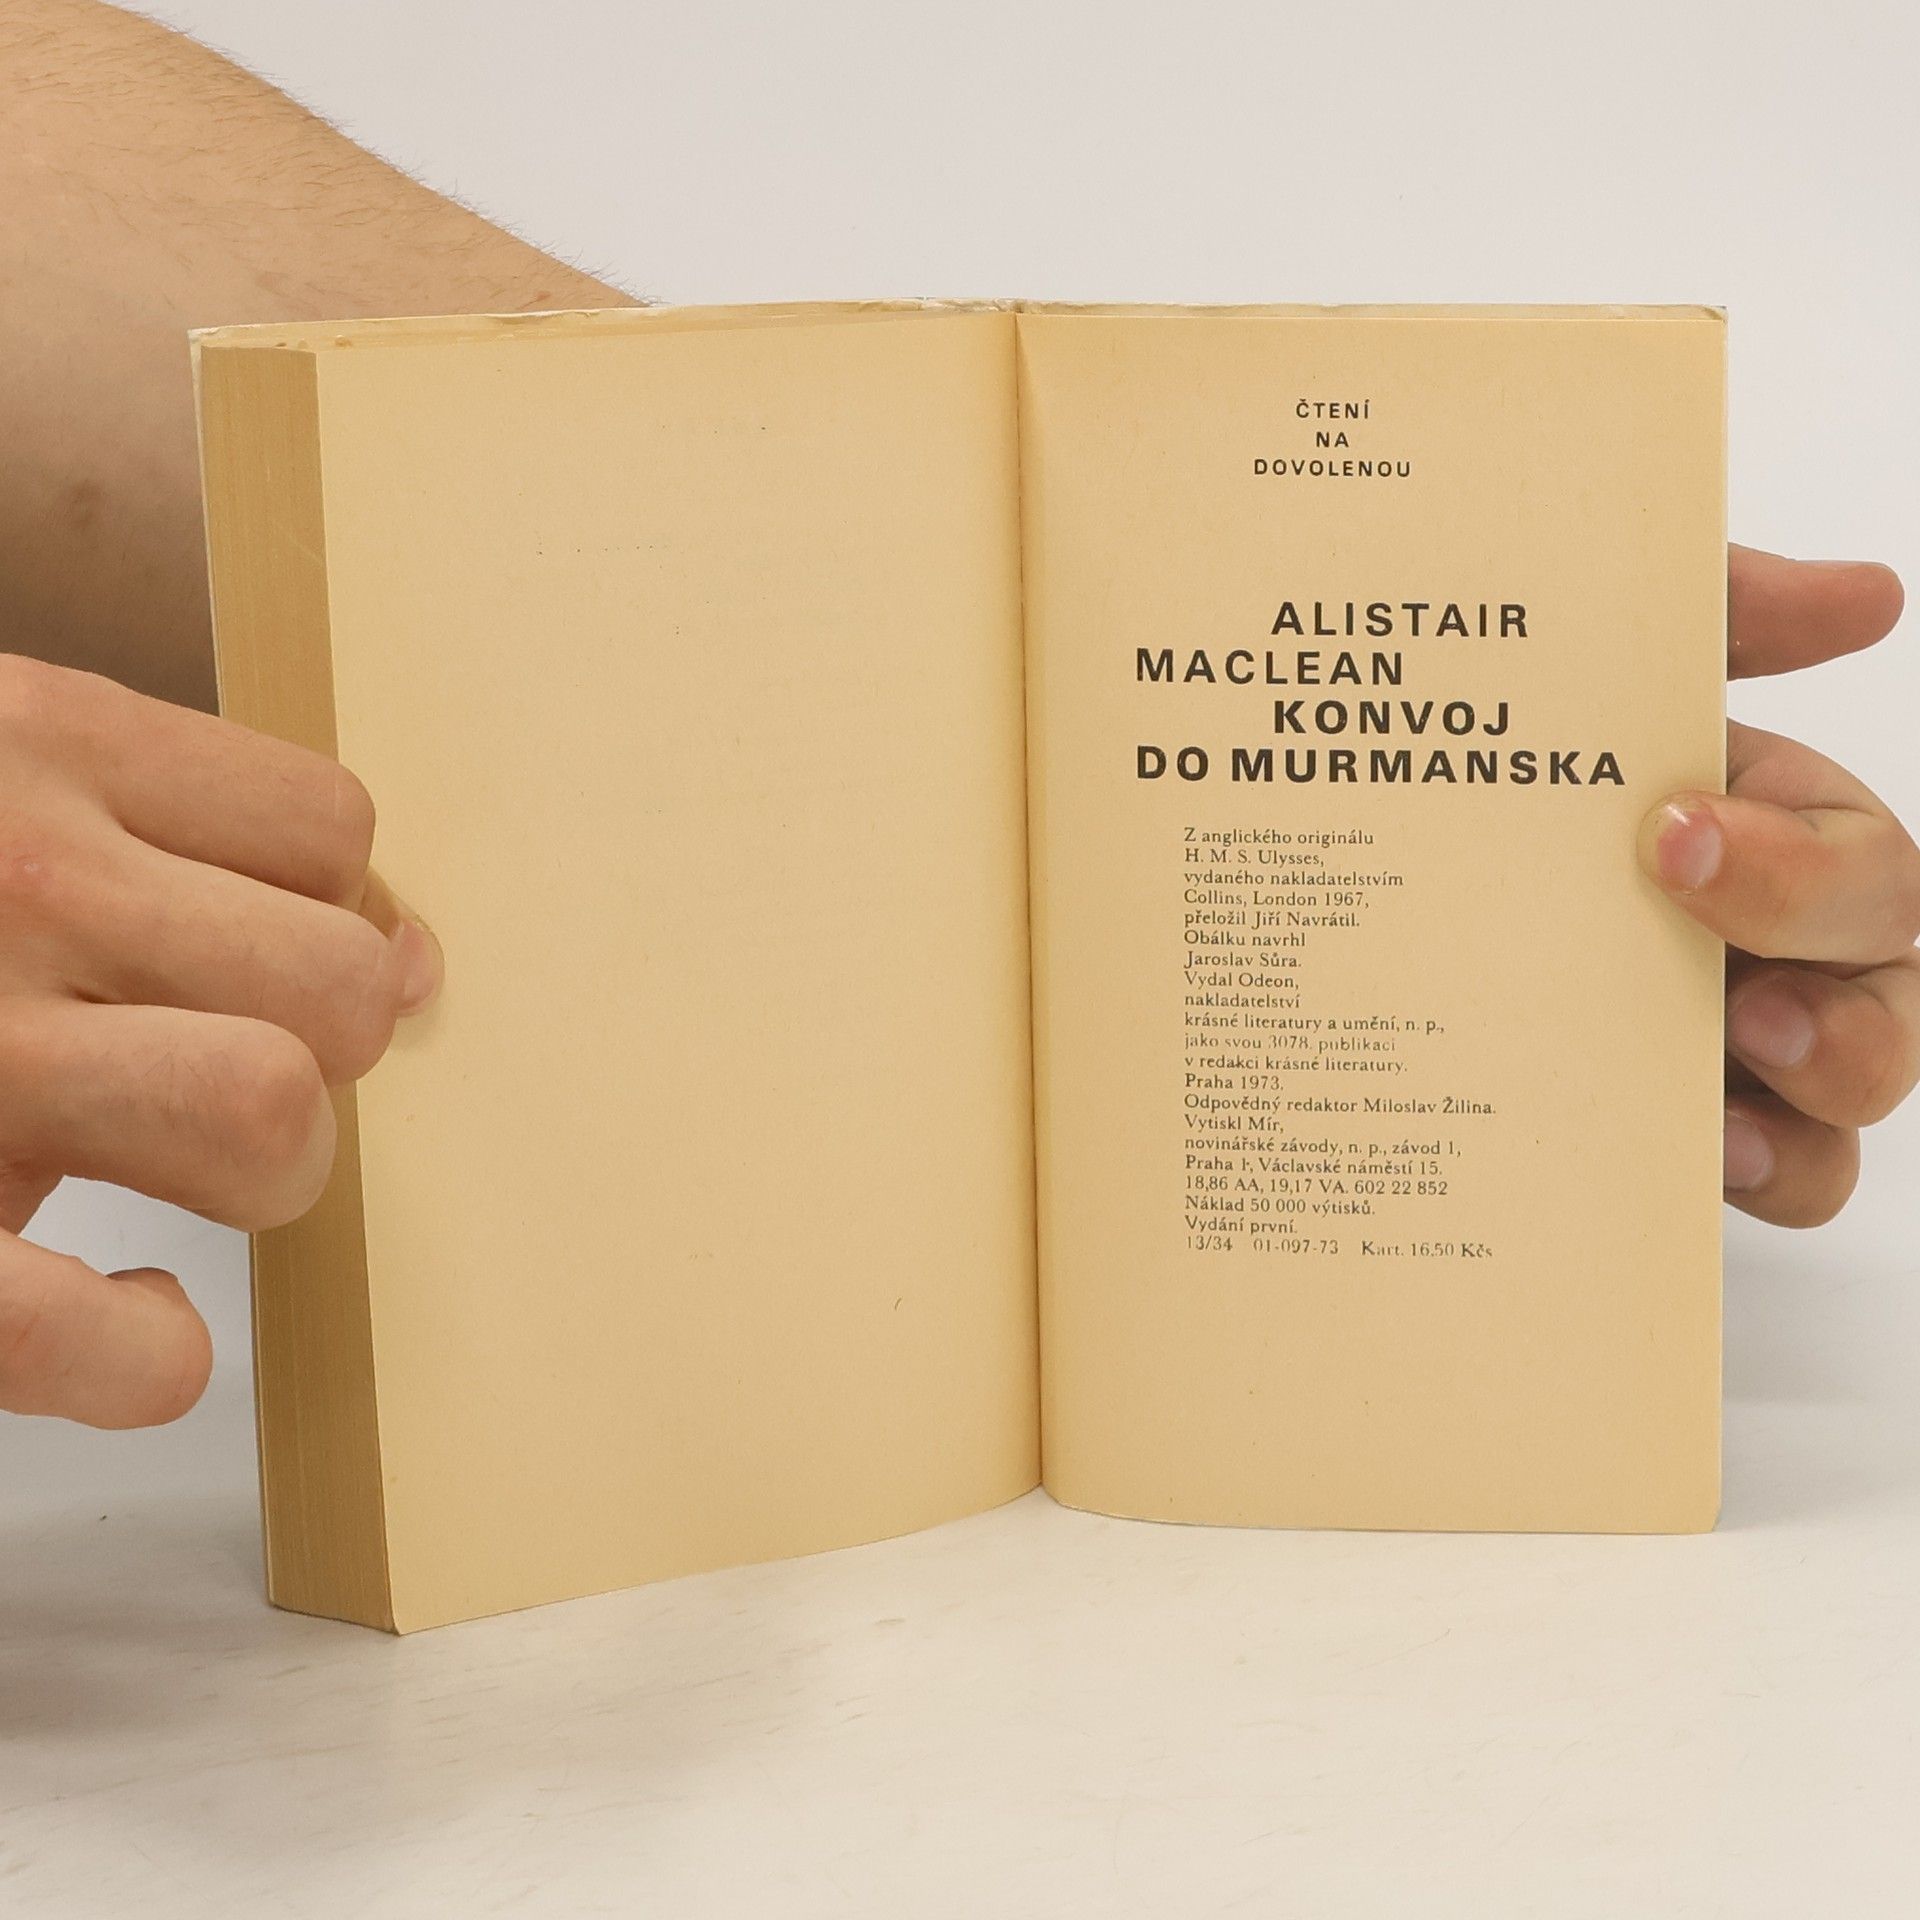 ČTENÍ
NA
DOVOLENOU
ALISTAIR
MACLEAN
KONVOJ
DO MURMANSKA
Z anglického originálu
H. M. S. Ulysses,
vydaného nakladatelstvím
Collins, London 1967,
přeložil Jiří Navrátil.
Obálku navrhl
Jaroslav Sůra.
Vydal Odeon,
nakladatelství
krásné literatury a umění, n. p.,
jako svou 3078. publikaci
v redakci krásné literatury.
Praha 1973.
Odpovědný redaktor Miloslav Žilina.
Vytiskl Mír,
novinářské závody, n. p., závod 1,
Praha 1, Václavské náměstí 15.
18,86 AA, 19,17 VA. 602 22 852
Náklad 50 000 výtisků.
Vydání první.
13/34 01-097-73 Kart. 16,50 Kčs